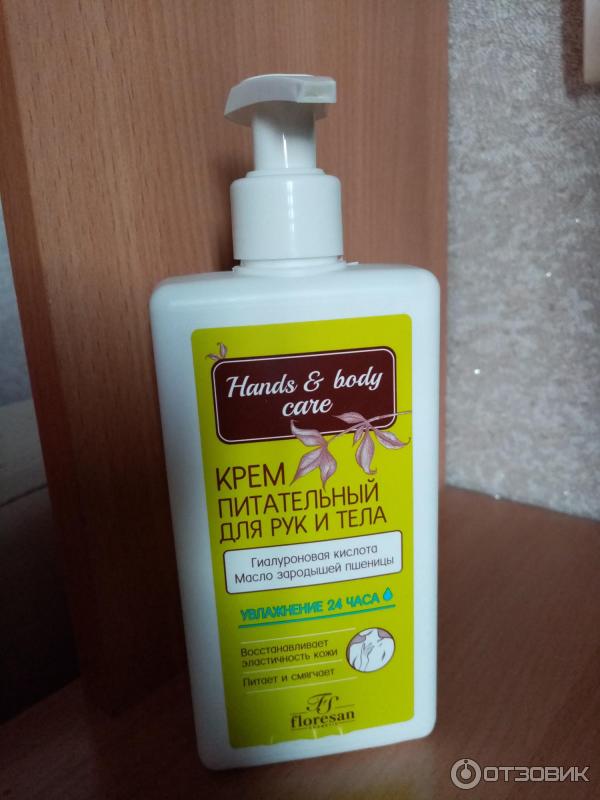 Hands & body
care
КРЕМ
ПИТАТЕЛЬНЫЙ
ДЛЯ РУК И ТЕЛА
Гиалуроновая кислота
Масло зародышей пшеницы
УВЛАЖНЕНИЕ 24 ЧАСА
Восстанавливает
эластичность кожи
Питает и смягчает
FS
floresan
ОТЗОВИК